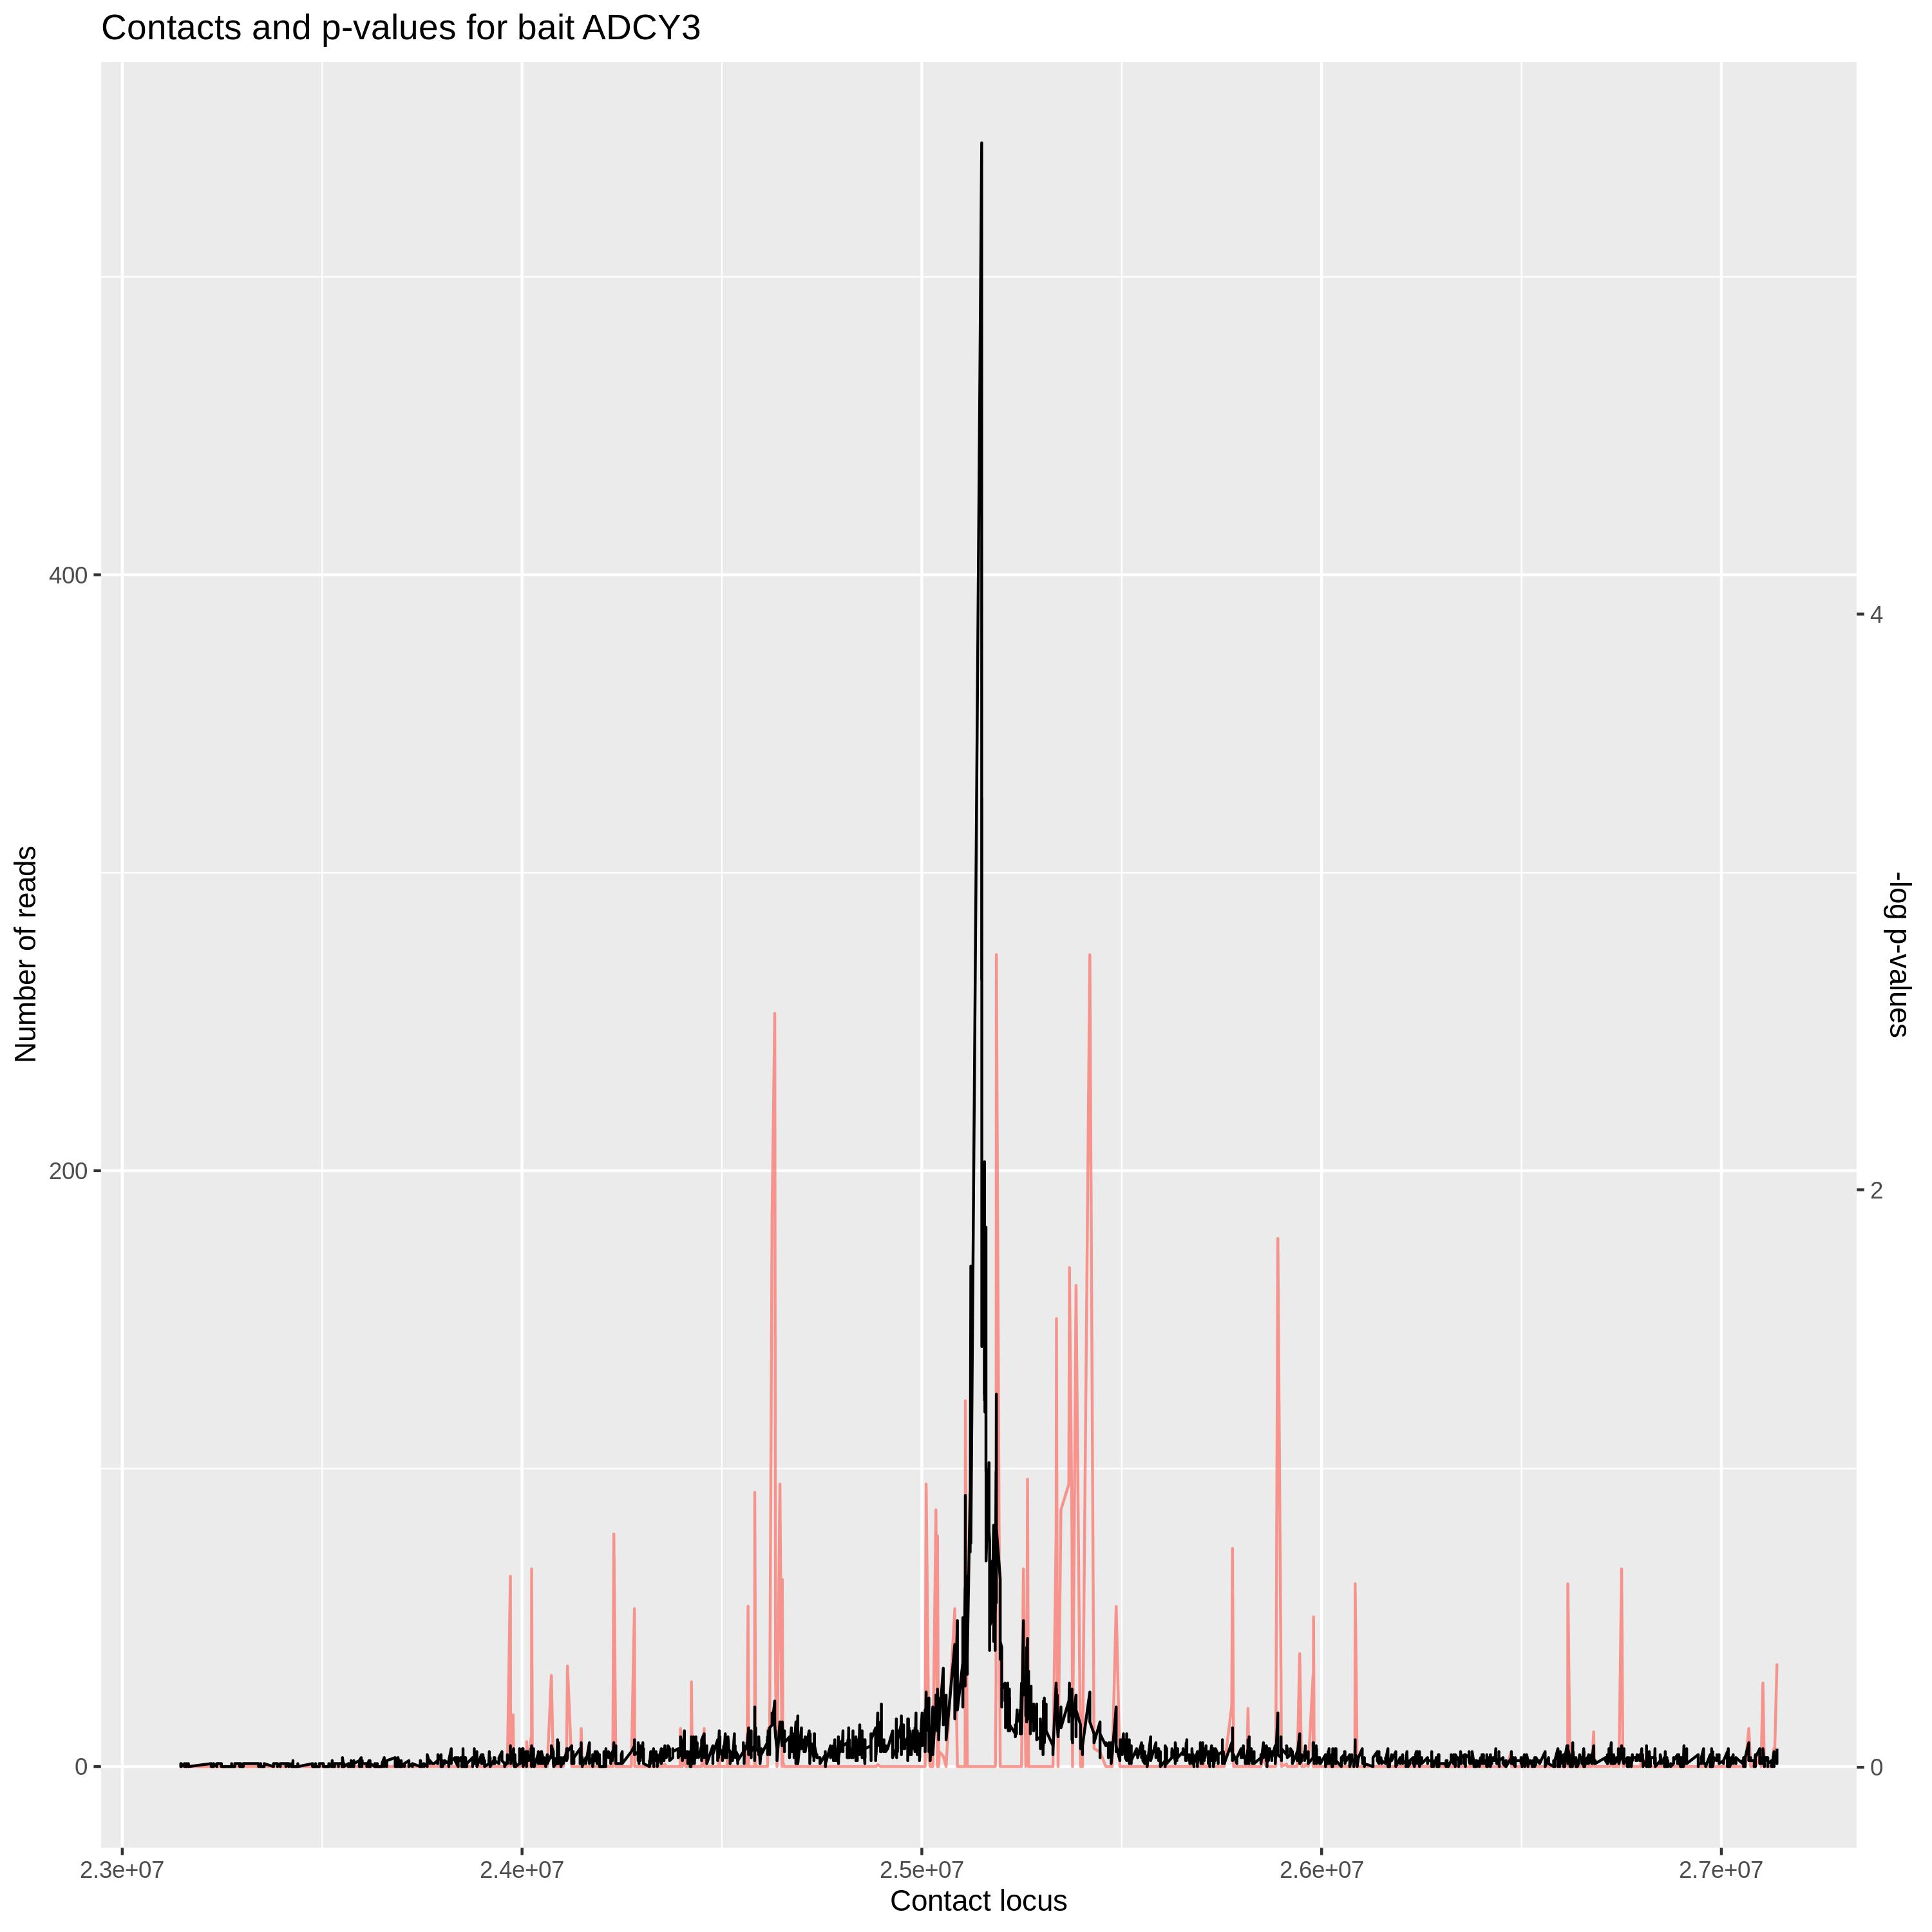 Contacts and p-values for bait ADCY3
Number of reads
400
200
0
4
2
0
-log p-values
2.3e+07
2.4e+07
2.5e+07
2.6e+07
2.7e+07
Contact locus